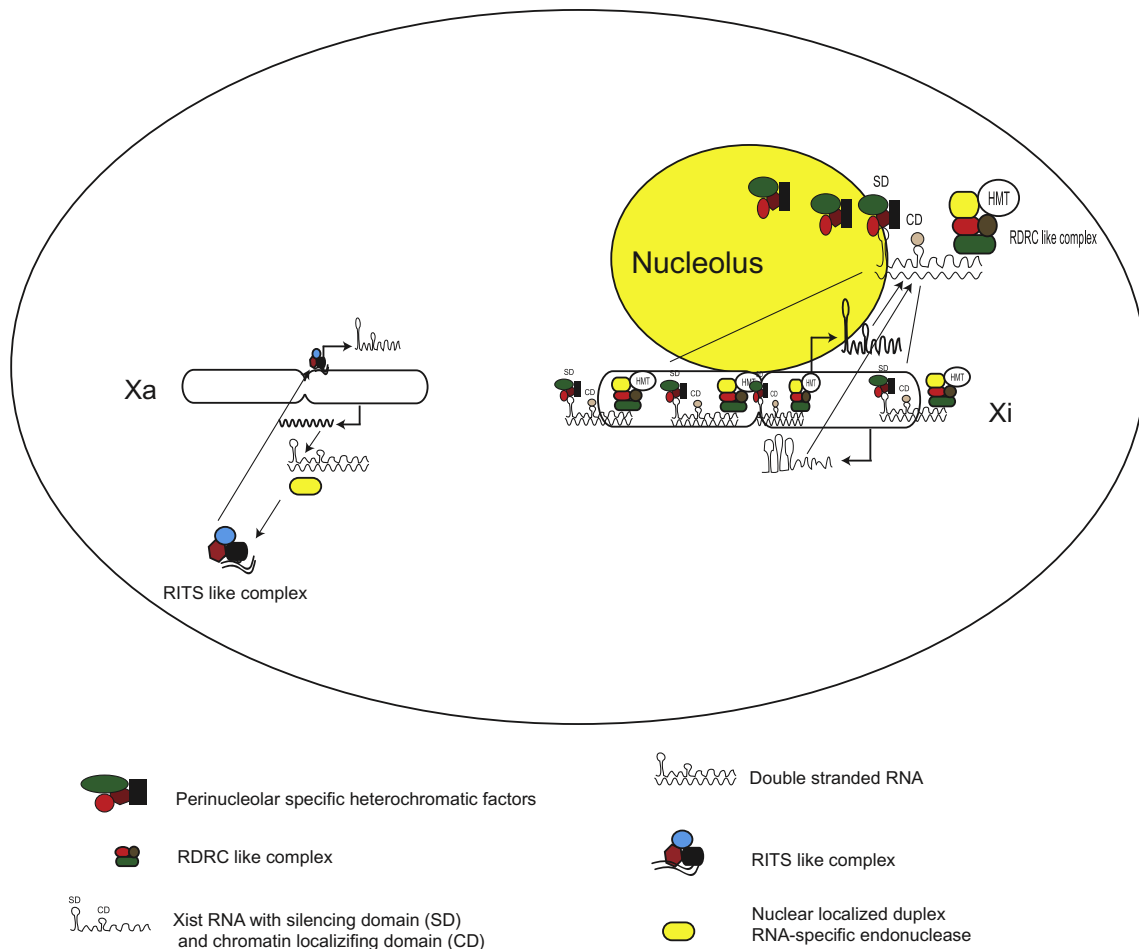 SD
HMT
CD
RDRC like complex
Nucleolus
Xa
SD
CD
HMT
SD
CD
HMT
CD
HMT
SD
CD
HMT
Xi
RITS like complex
Perinucleolar specific heterochromatic factors
RDRC like complex
SD
CD
Xist RNA with silencing domain (SD)
and chromatin localizifing domain (CD)
Double stranded RNA
RITS like complex
Nuclear localized duplex
RNA-specific endonuclease